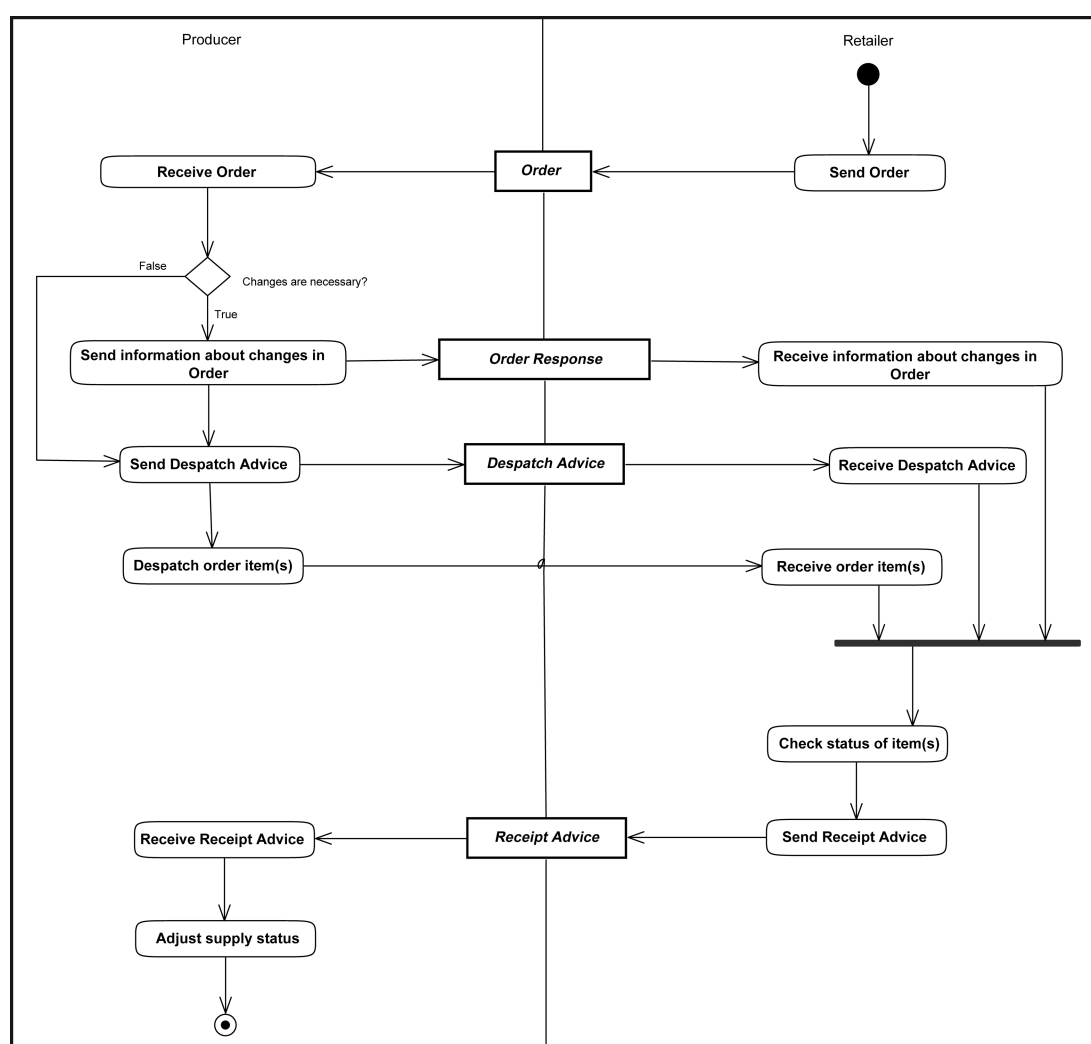 Producer
Retailer
Receive Order
Order
Send Order
False
Changes are necessary?
True
Send information about changes in
Order
Order Response
Receive information about changes in
Order
Send Despatch Advice
Despatch Advice
Receive Despatch Advice
Despatch order item(s)
Receive order item(s)
Check status of item(s)
Receive Receipt Advice
Receipt Advice
Send Receipt Advice
Adjust supply status